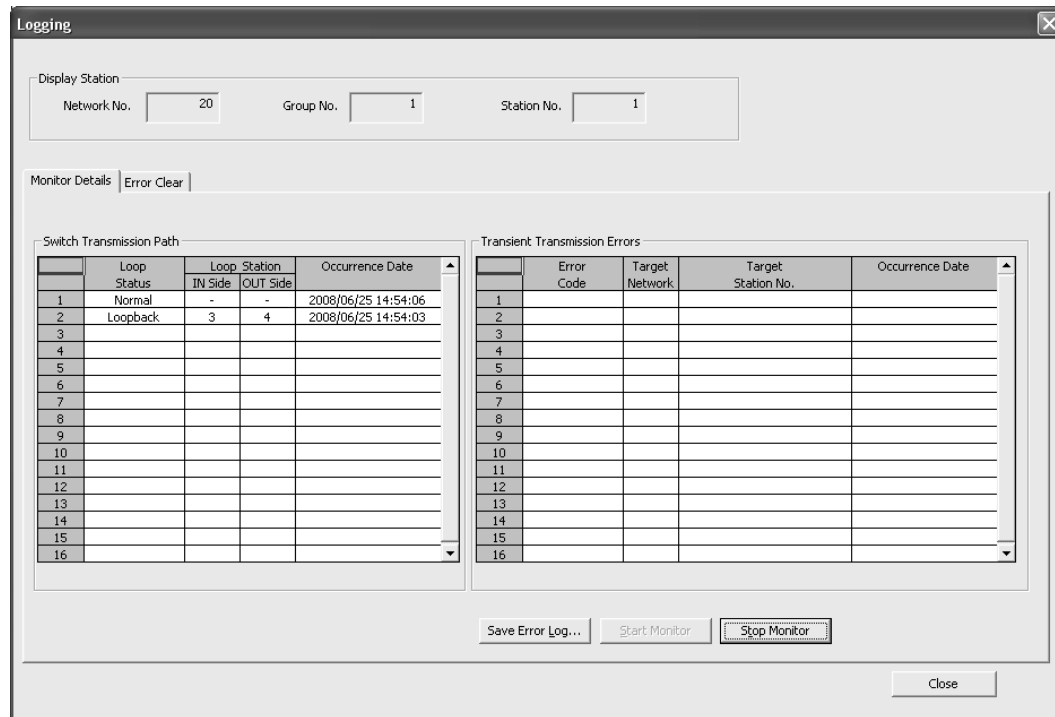 Logging
Display Station
Network No. 20 Group No. 1 Station No. 1
Monitor Details Error Clear
Switch Transmission Path
Loop Status Loop Station IN Side OUT Side Occurrence Date
1 Normal - - 2008/06/25 14:54:06
2 Loopback 3 4 2008/06/25 14:54:03
3
4
5
6
7
8
9
10
11
12
13
14
15
16
Transient Transmission Errors
Error Code Target Network Target Station No. Occurrence Date
1
2
3
4
5
6
7
8
9
10
11
12
13
14
15
16
Save Error Log... Start Monitor Stop Monitor
Close